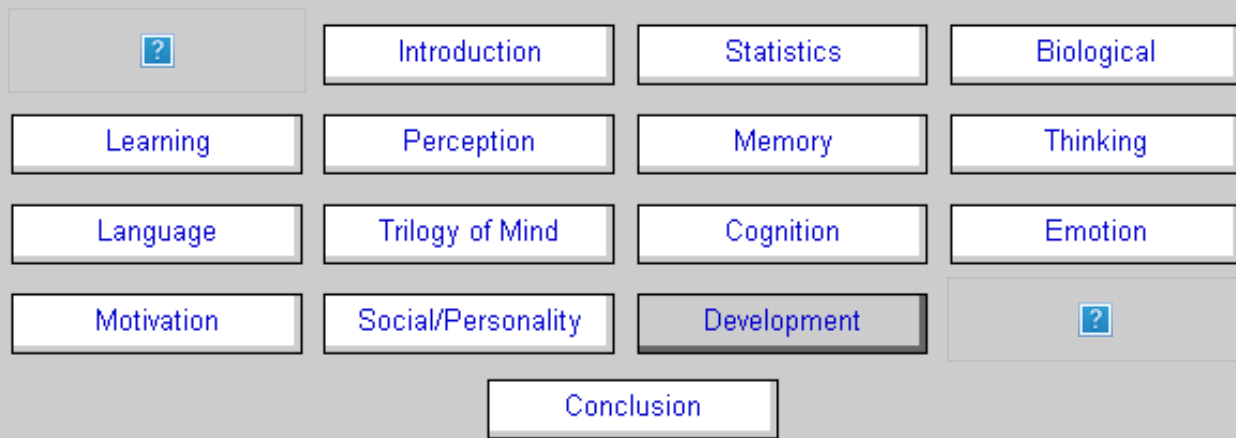 Introduction Statistics Biological
Learning Perception Memory Thinking
Language Trilogy of Mind Cognition Emotion
Motivation Social/Personality Development
Conclusion